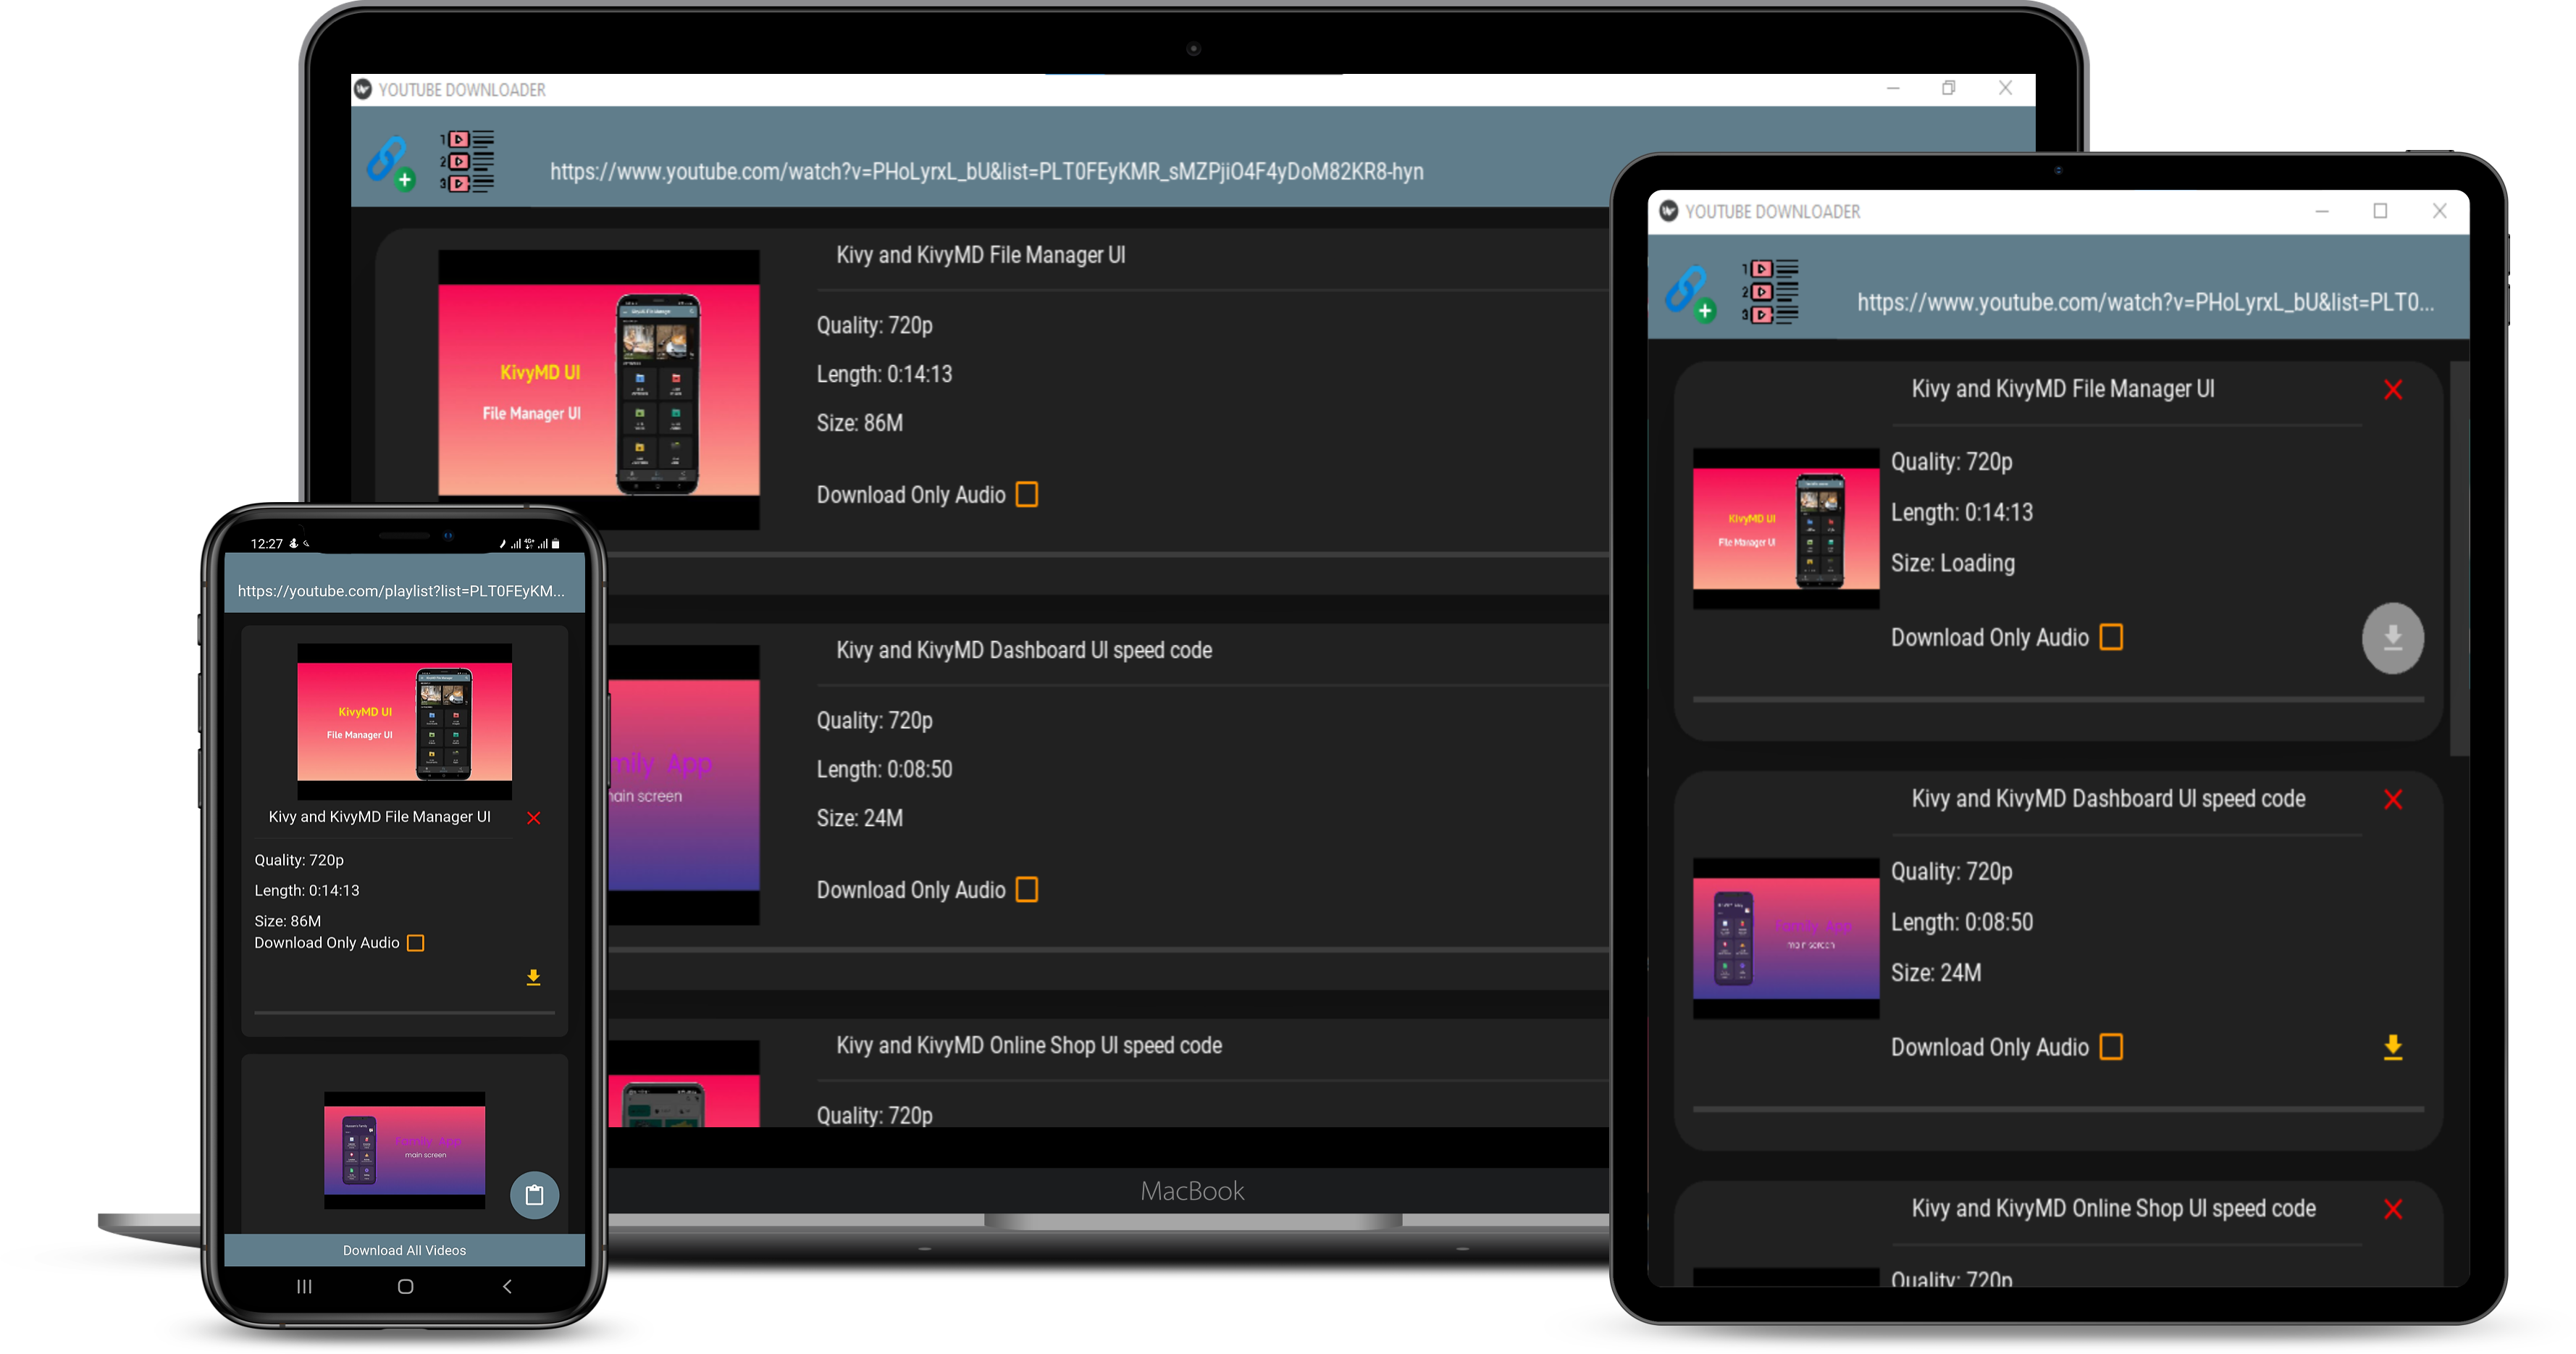 YOUTUBE DOWNLOADER
1
2
3
https://www.youtube.com/watch?v=PHoLyrxL_bU&list=PLT0FEyKMR_sMZPjiO4F4yDoM82KR8-hyn
Kivy and KivyMD File Manager UI
KivyMD UI
File Manager UI
Quality: 720p
Length: 0:14:13
Size: 86M
Download Only Audio
Kivy and KivyMD Dashboard UI speed code
mily App
main screen
Quality: 720p
Length: 0:08:50
Size: 24M
Download Only Audio
Kivy and KivyMD Online Shop UI speed code
Quality: 720p
MacBook
12:27
https://youtube.com/playlist?list=PLT0FEyKM...
KivyMD UI
File Manager UI
Kivy and KivyMD File Manager UI
Quality: 720p
Length: 0:14:13
Size: 86M
Download Only Audio
Family App
main screen
Download All Videos
YOUTUBE DOWNLOADER
1
2
3
https://www.youtube.com/watch?v=PHoLyrxL_bU&list=PLT0...
Kivy and KivyMD File Manager UI
KivyMD UI
File Manager UI
Quality: 720p
Length: 0:14:13
Size: Loading
Download Only Audio
Kivy and KivyMD Dashboard UI speed code
Family App
main screen
Quality: 720p
Length: 0:08:50
Size: 24M
Download Only Audio
Kivy and KivyMD Online Shop UI speed code
Quality: 720p